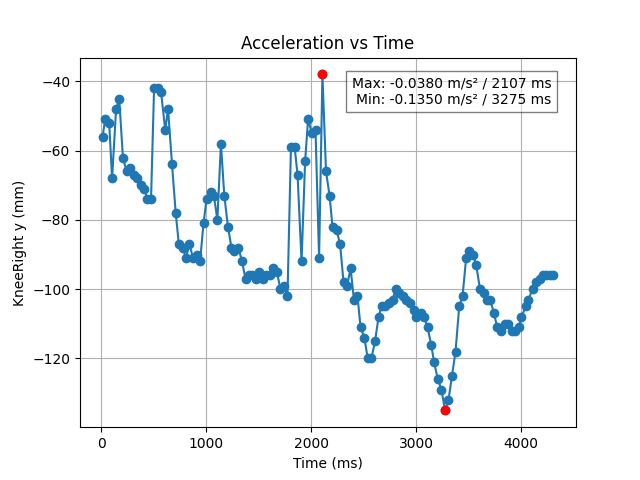 Acceleration vs Time
Max: -0.0380 m/s² / 2107 ms
Min: -0.1350 m/s² / 3275 ms
KneeRight y (mm)
−40
−60
−80
−100
−120
0 1000 2000 3000 4000
Time (ms)